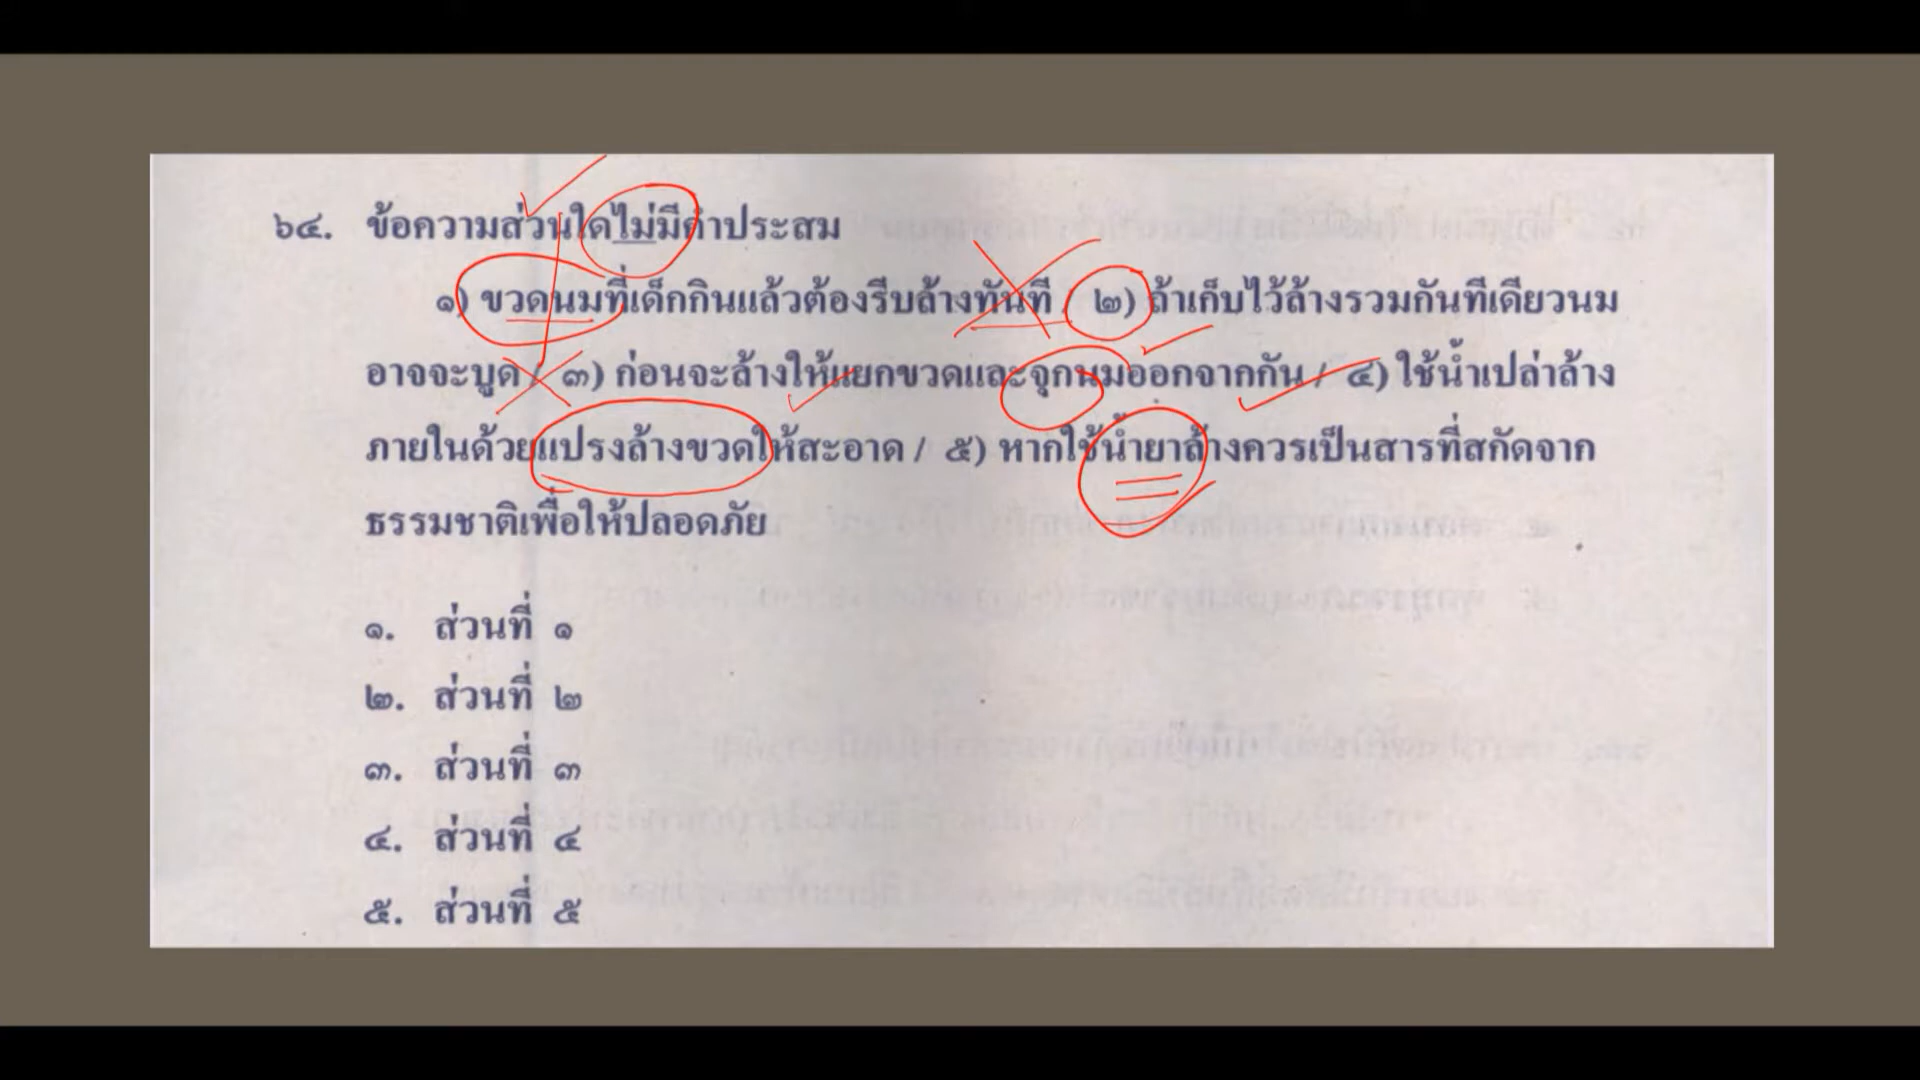 ๖๔. ข้อความส่วนใดไม่มีคำประสม
๑) ขวดนมที่เด็กกินแล้วต้องรีบล้างทันที / ๒) ถ้าเก็บไว้ล้างรวมกันทีเดียวนม
อาจจะบูด / ๓) ก่อนจะล้างให้แยกขวดและจุกนมออกจากกัน / ๔) ใช้น้ำเปล่าล้าง
ภายในด้วยแปรงล้างขวดให้สะอาด / ๕) หากใช้น้ำยาล้างควรเป็นสารที่สกัดจาก
ธรรมชาติเพื่อให้ปลอดภัย
๑. ส่วนที่ ๑
๒. ส่วนที่ ๒
๓. ส่วนที่ ๓
๔. ส่วนที่ ๔
๕. ส่วนที่ ๕